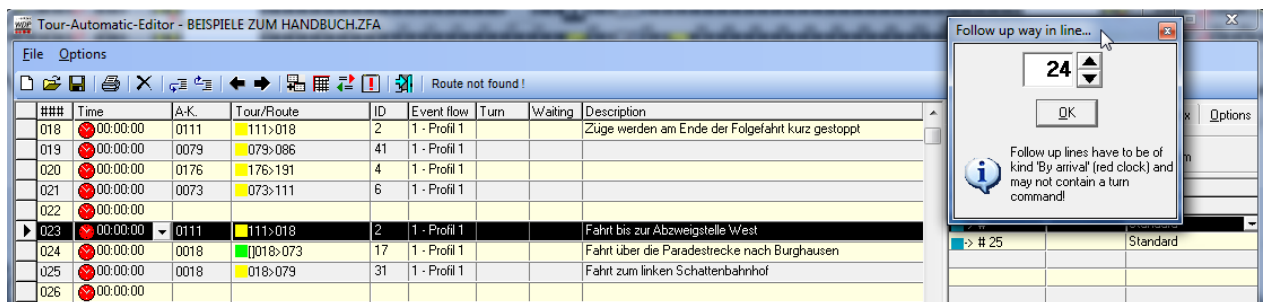 Tour-Automatic-Editor - BEISPIELE ZUM HANDBUCH.ZFA
File Options
Route not found !
### Time A-K. Tour/Route ID Event flow Turn Waiting Description
018 00:00:00 0111 111>018 2 1 - Profil 1 Züge werden am Ende der Folgefahrt kurz gestoppt
019 00:00:00 0079 079>086 41 1 - Profil 1
020 00:00:00 0176 176>191 4 1 - Profil 1
021 00:00:00 0073 073>111 6 1 - Profil 1
022 00:00:00
023 00:00:00 0111 111>018 2 1 - Profil 1 Fahrt bis zur Abzweigstelle West
024 00:00:00 0018 []018>073 17 1 - Profil 1 Fahrt über die Paradestrecke nach Burghausen
025 00:00:00 0018 018>079 31 1 - Profil 1 Fahrt zum linken Schattenbahnhof
026 00:00:00
Follow up way in line...
24
OK
Follow up lines have to be of
kind 'By arrival' (red clock) and
may not contain a turn
command!
Options
-> # 25 Standard